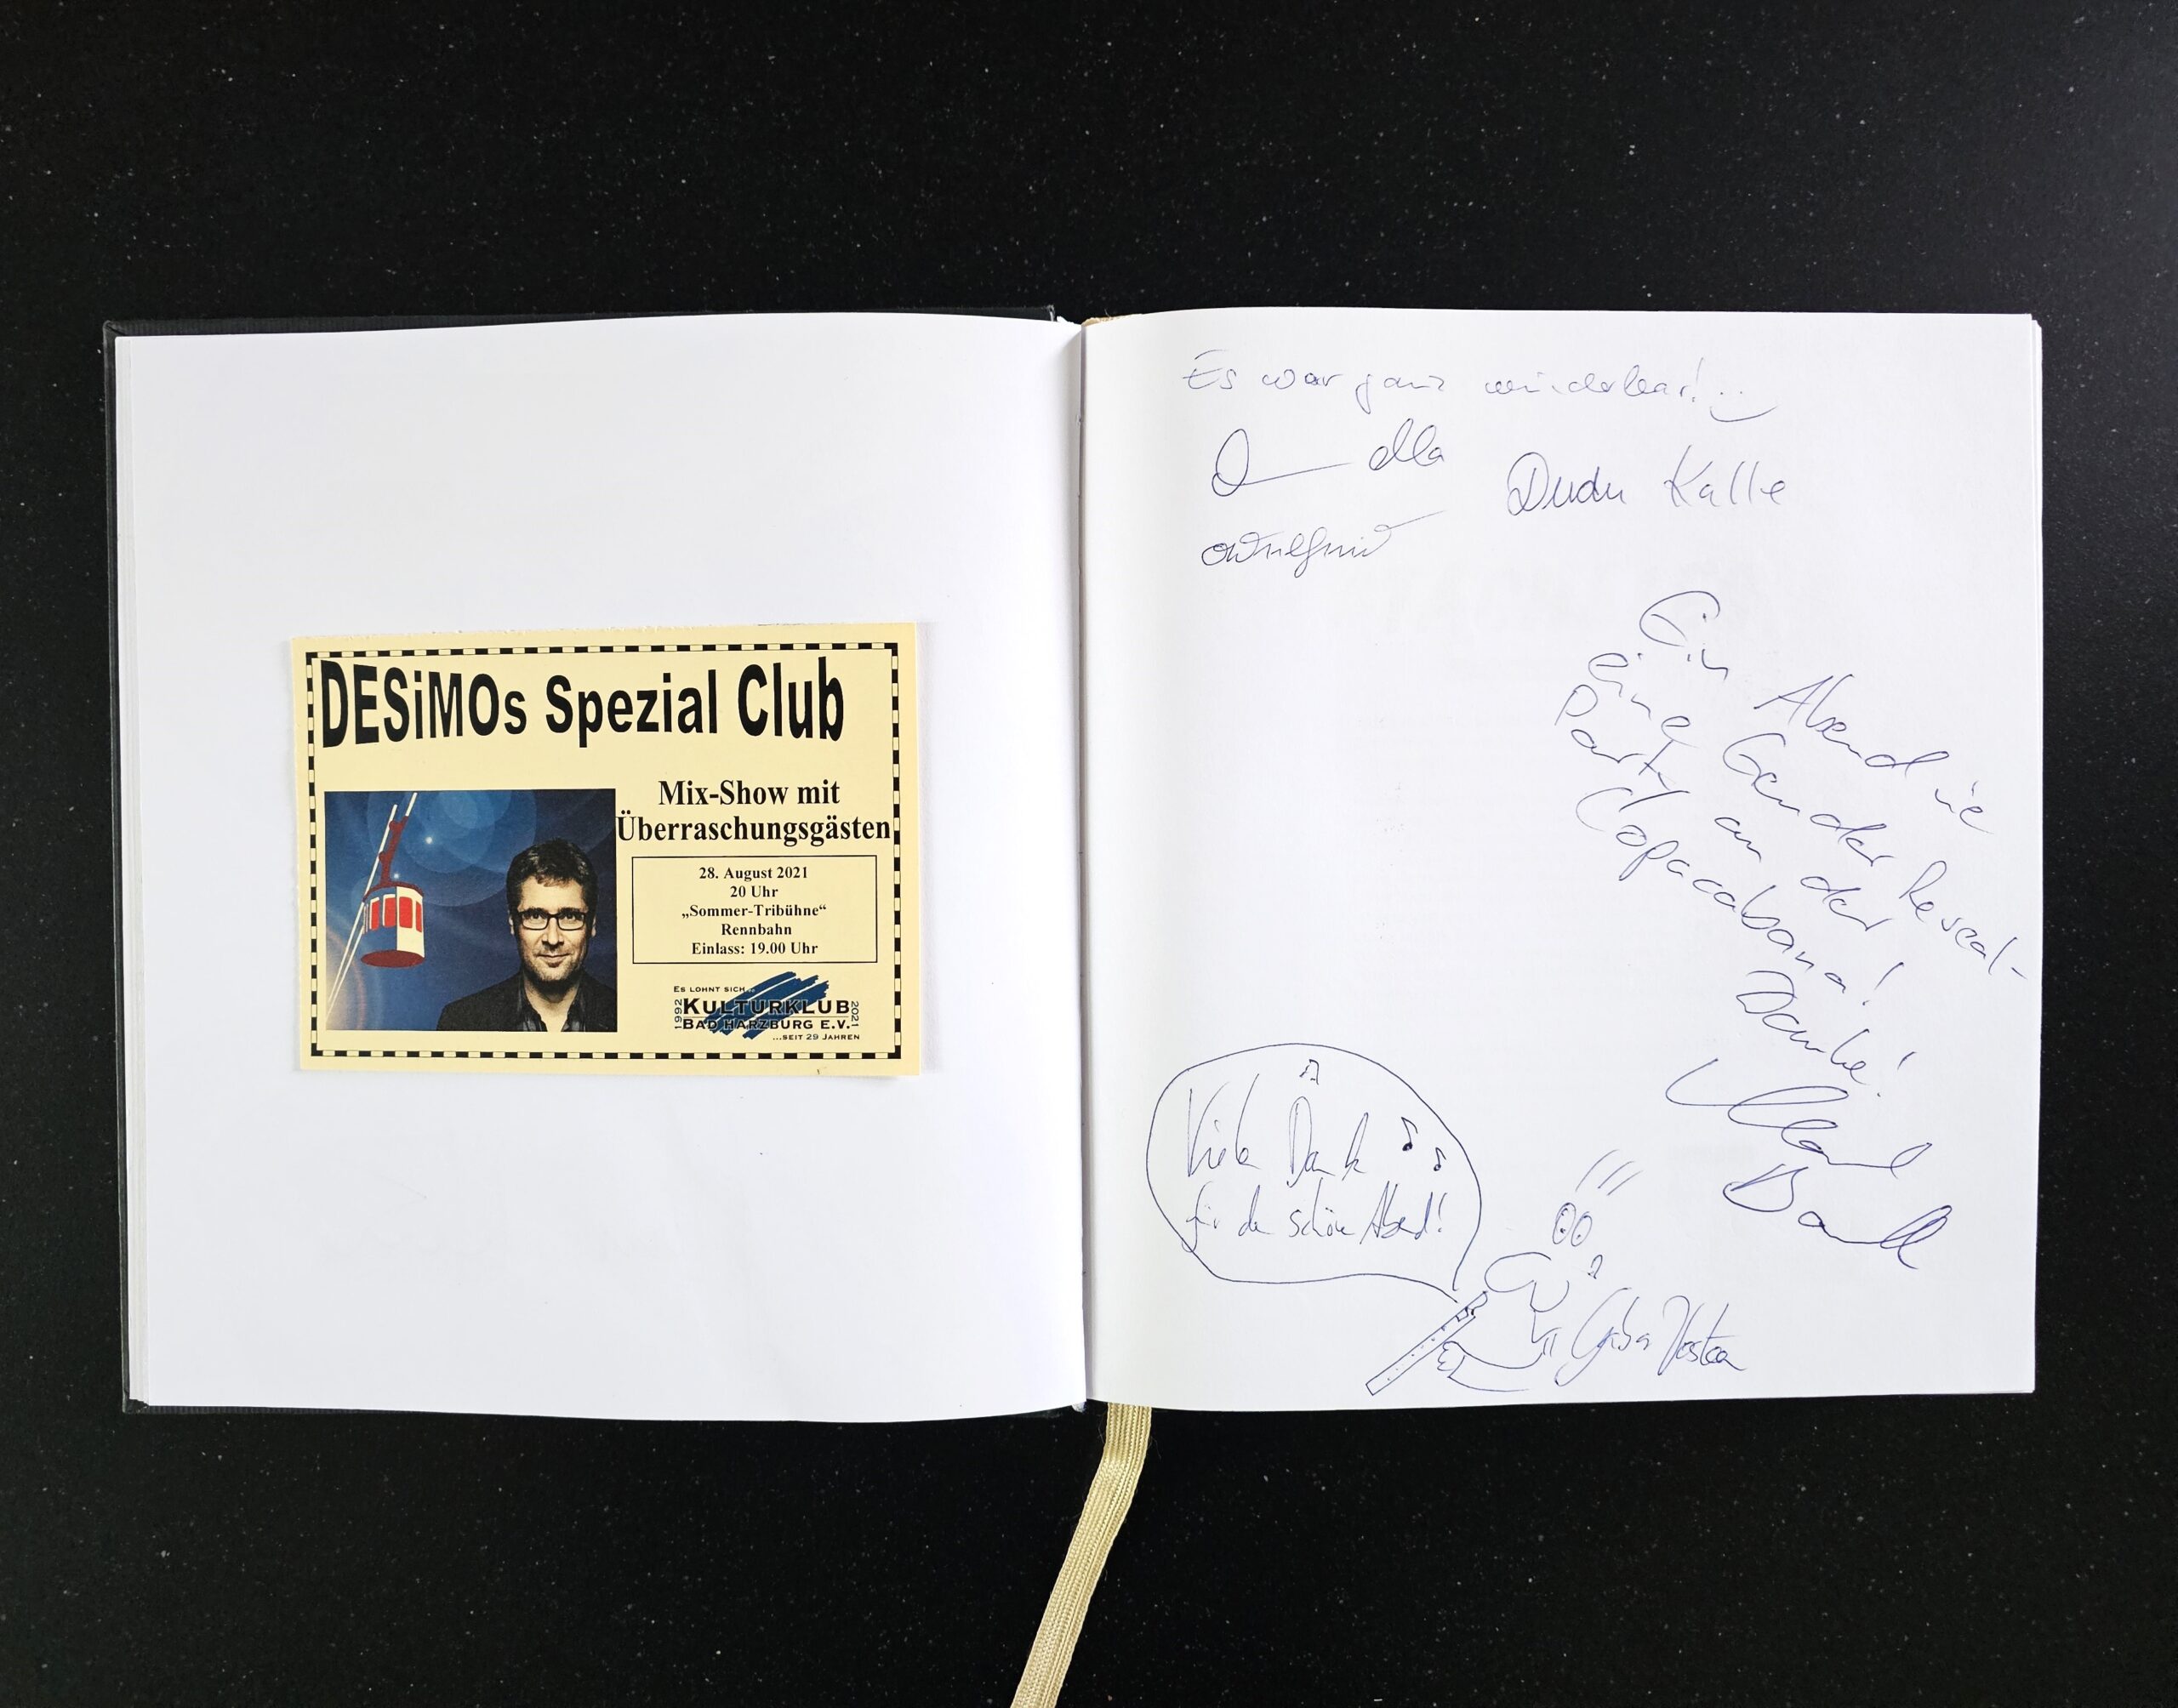 DESiMOs Spezial Club
Mix-Show mit
Überraschungsgästen
28. August 2021
20 Uhr
„Sommer-Tribühne“
Rennbahn
Einlass: 19.00 Uhr
ES LOHNT SICH...
1992 KULTURKLUB 2021
BAD HARZBURG E.V.
...SEIT 29 JAHREN
Es war ganz wunderbar!
Dudu Kalle
Ein Abend wie
eine Gender Reveal-
Party an der
Copacabana!
Danke!
Vielen Dank
für den schönen Abend!